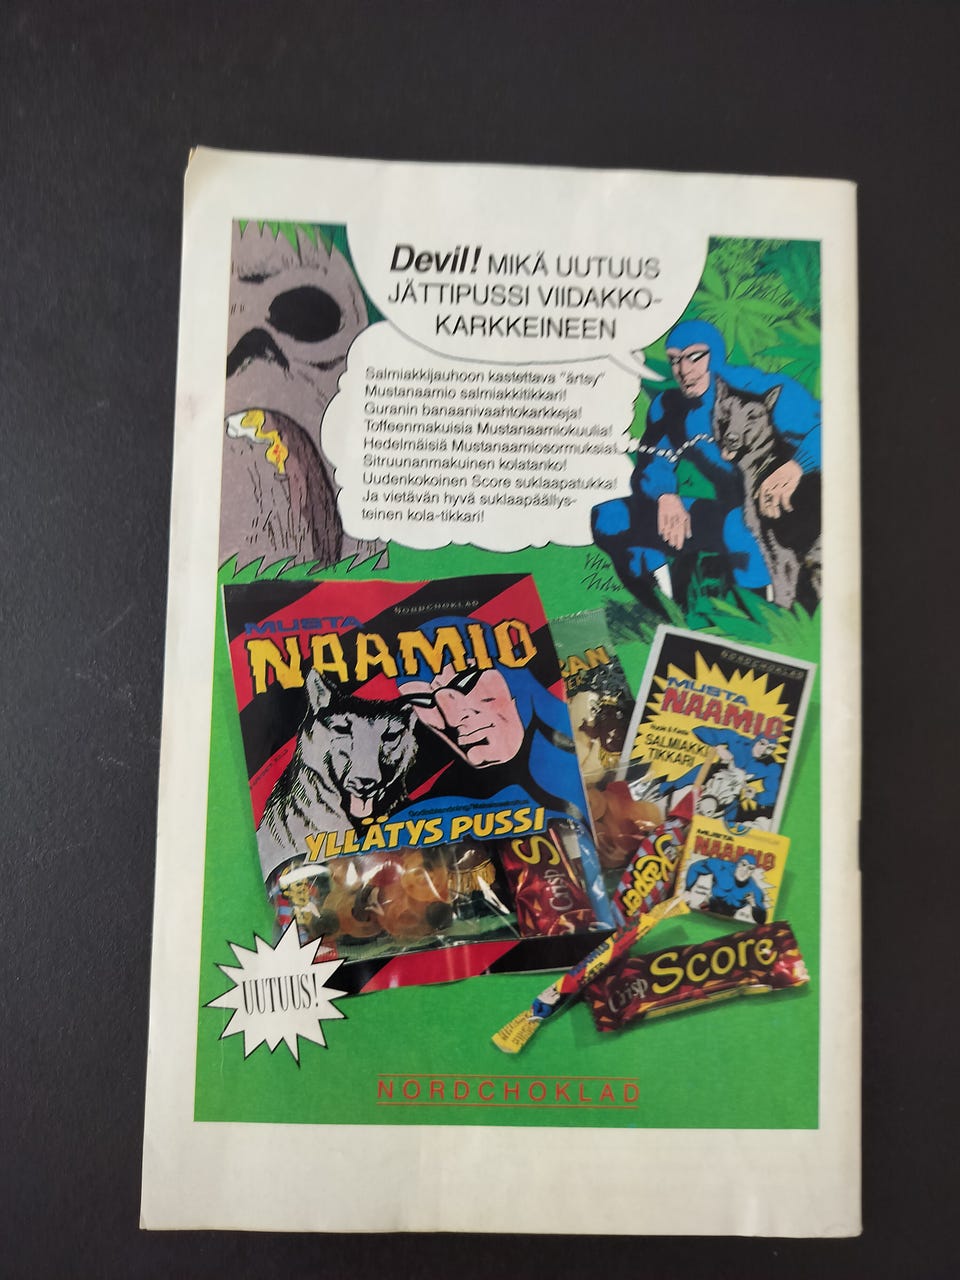 Devil! MIKÄ UUTUUS
JÄTTIPUSSI VIIDAKKO-
KARKKEINEEN
Salmiakkijauhoon kastettava "ärtsy"
Mustanaamio salmiakkitikkari!
Guranin banaanivaahtokarkkeja!
Toffeenmakuisia Mustanaamiokuulia!
Hedelmäisiä Mustanaamiosormuksia!
Sitruunanmakuinen kolatanko!
Uudenkokoinen Score suklaapatukka!
Ja vietävän hyvä suklaapäällys-
teinen kola-tikkari!
NORDCHOKLAD
MUSTA
NAAMIO
YLLÄTYS PUSSI
Crisp
NORDCHOKLAD
MUSTA
NAAMIO
SALMIAKKI
TIKKARI
MUSTA
NAAMIO
Kasper
Crisp Score
UUTUUS!
NORDCHOKLAD